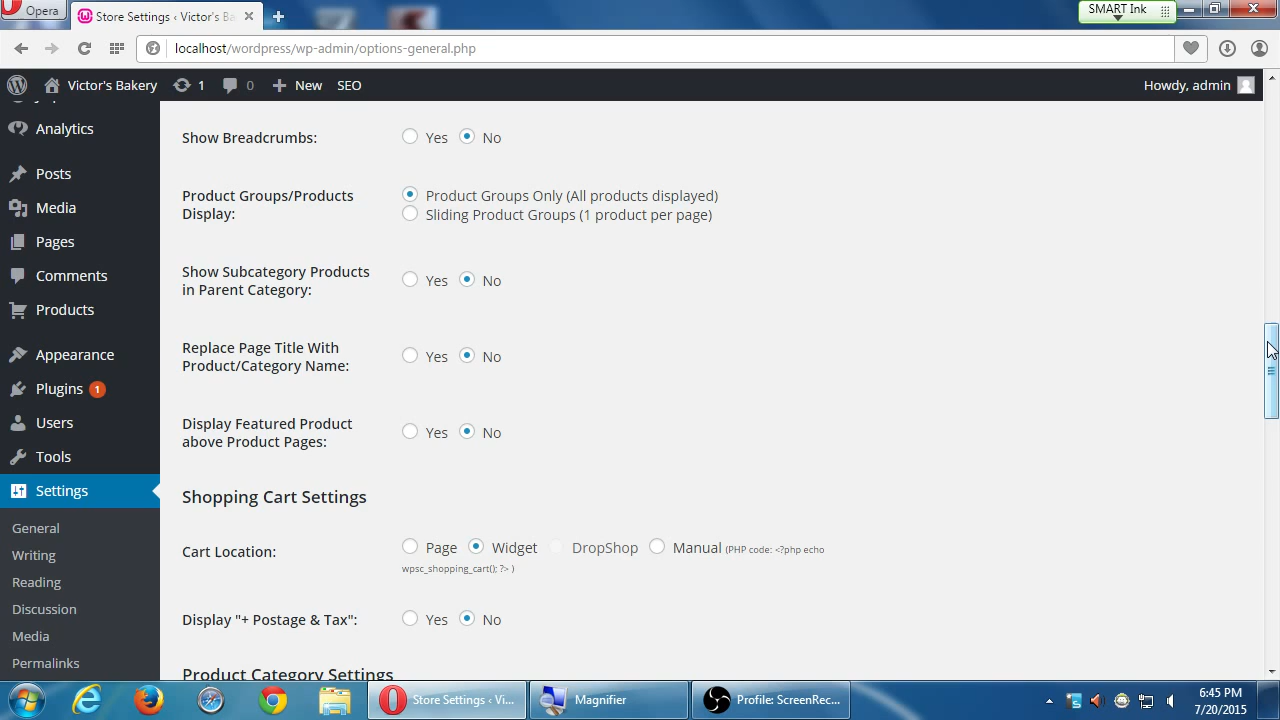 Opera
Store Settings ‹ Victor's Ba
SMART Ink
localhost/wordpress/wp-admin/options-general.php
Victor's Bakery
1
0
New
SEO
Howdy, admin
Analytics
Posts
Media
Pages
Comments
Products
Appearance
Plugins 1
Users
Tools
Settings
General
Writing
Reading
Discussion
Media
Permalinks
Show Breadcrumbs:
Yes No
Product Groups/Products
Display:
Product Groups Only (All products displayed)
Sliding Product Groups (1 product per page)
Show Subcategory Products
in Parent Category:
Yes No
Replace Page Title With
Product/Category Name:
Yes No
Display Featured Product
above Product Pages:
Yes No
Shopping Cart Settings
Cart Location:
Page Widget DropShop Manual (PHP code: <?php echo
wpsc_shopping_cart(); ?> )
Display "+ Postage & Tax":
Yes No
Product Category Settings
Store Settings ‹ Vi...
Magnifier
Profile: ScreenRec...
6:45 PM
7/20/2015